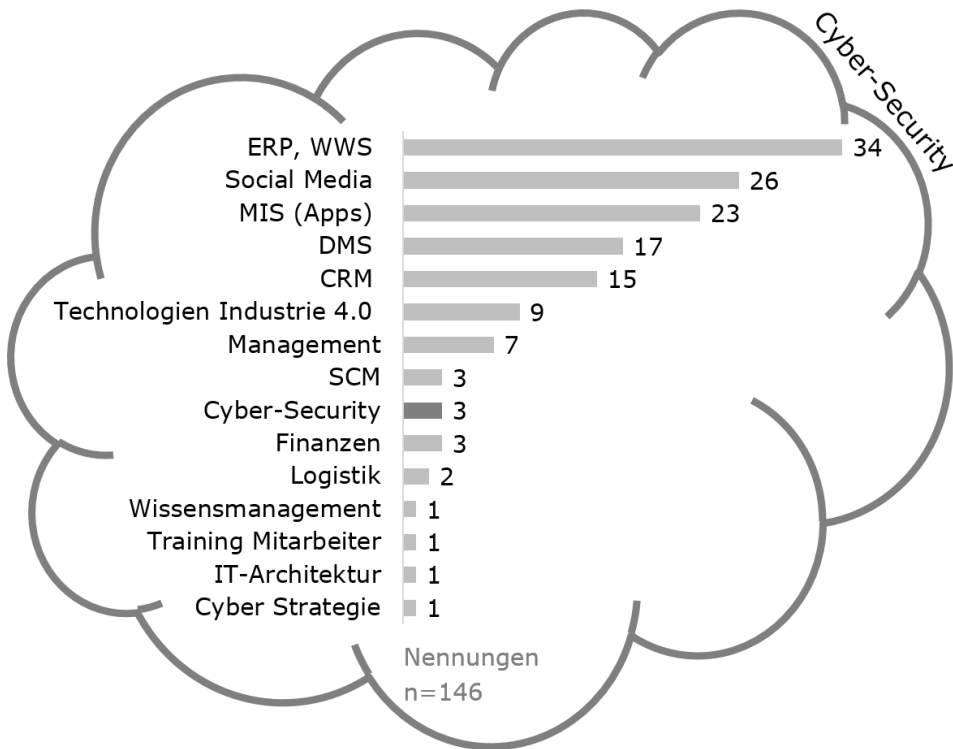 Cyber-Security
ERP, WWS 34
Social Media 26
MIS (Apps) 23
DMS 17
CRM 15
Technologien Industrie 4.0 9
Management 7
SCM 3
Cyber-Security 3
Finanzen 3
Logistik 2
Wissensmanagement 1
Training Mitarbeiter 1
IT-Architektur 1
Cyber Strategie 1
Nennungen
n=146